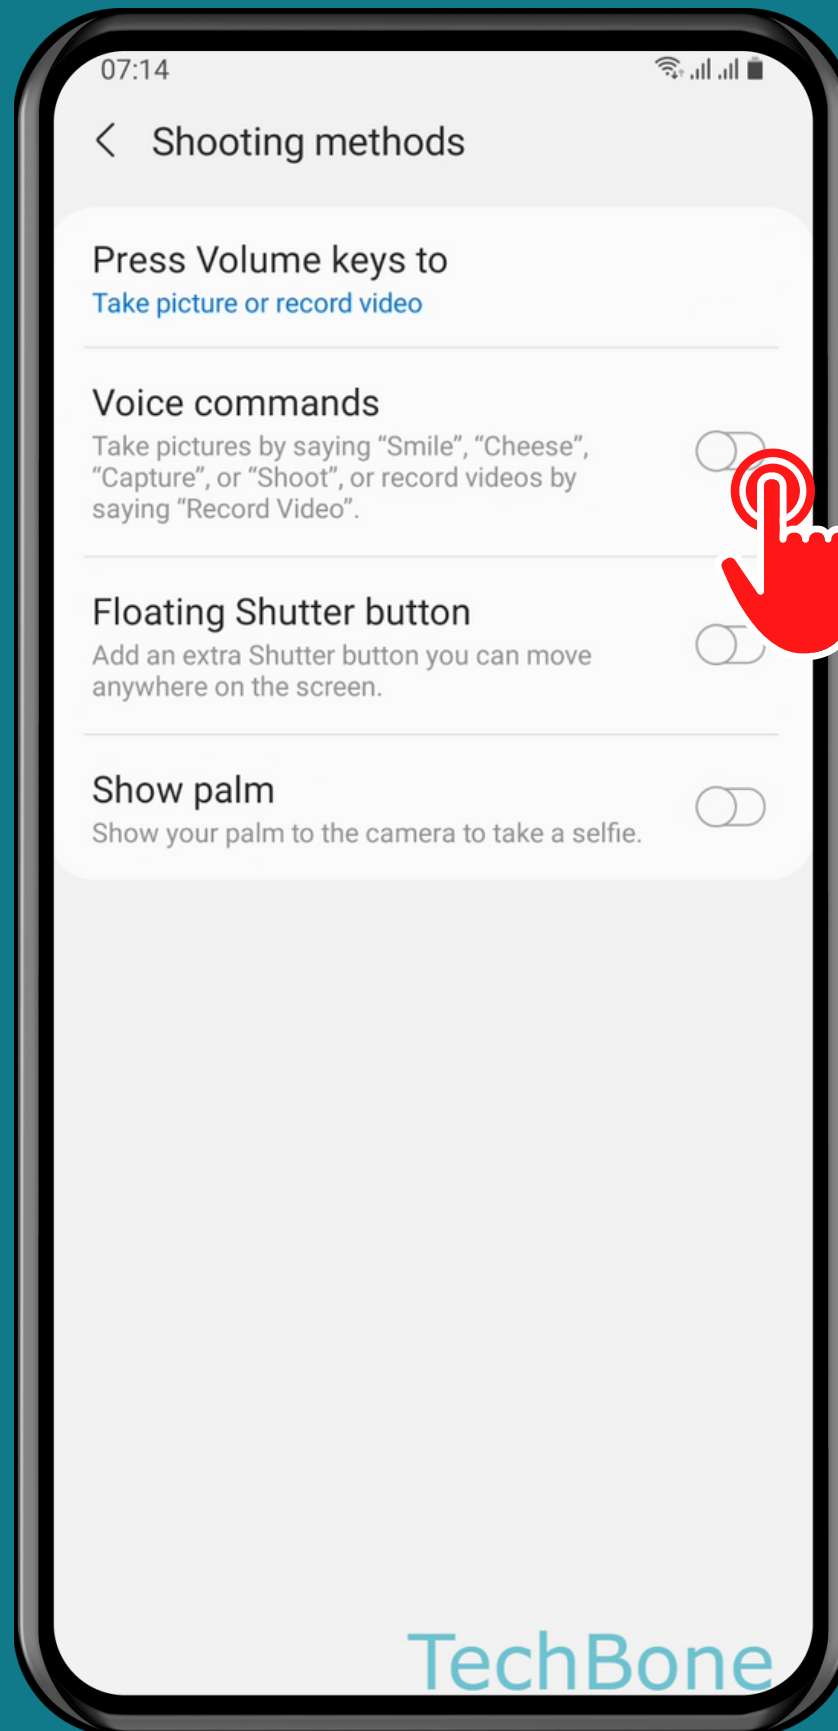 07:14
Shooting methods
Press Volume keys to
Take picture or record video
Voice commands
Take pictures by saying “Smile”, “Cheese”,
“Capture”, or “Shoot”, or record videos by
saying “Record Video”.
Floating Shutter button
Add an extra Shutter button you can move
anywhere on the screen.
Show palm
Show your palm to the camera to take a selfie.
TechBone